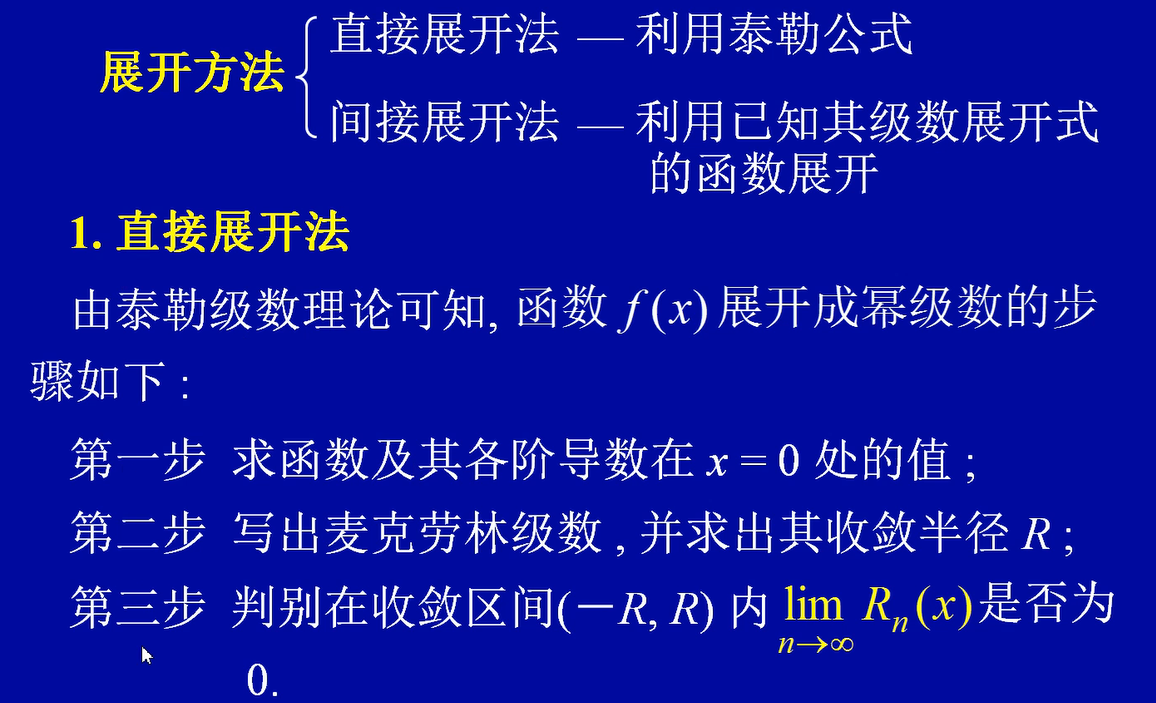 展开方法
直接展开法 — 利用泰勒公式
间接展开法 — 利用已知其级数展开式
的函数展开
1. 直接展开法
由泰勒级数理论可知, 函数 f(x) 展开成幂级数的步
骤如下 :
第一步 求函数及其各阶导数在 x = 0 处的值 ;
第二步 写出麦克劳林级数 , 并求出其收敛半径 R ;
第三步 判别在收敛区间(－R, R) 内 lim Rₙ(x) 是否为
n→∞
0.